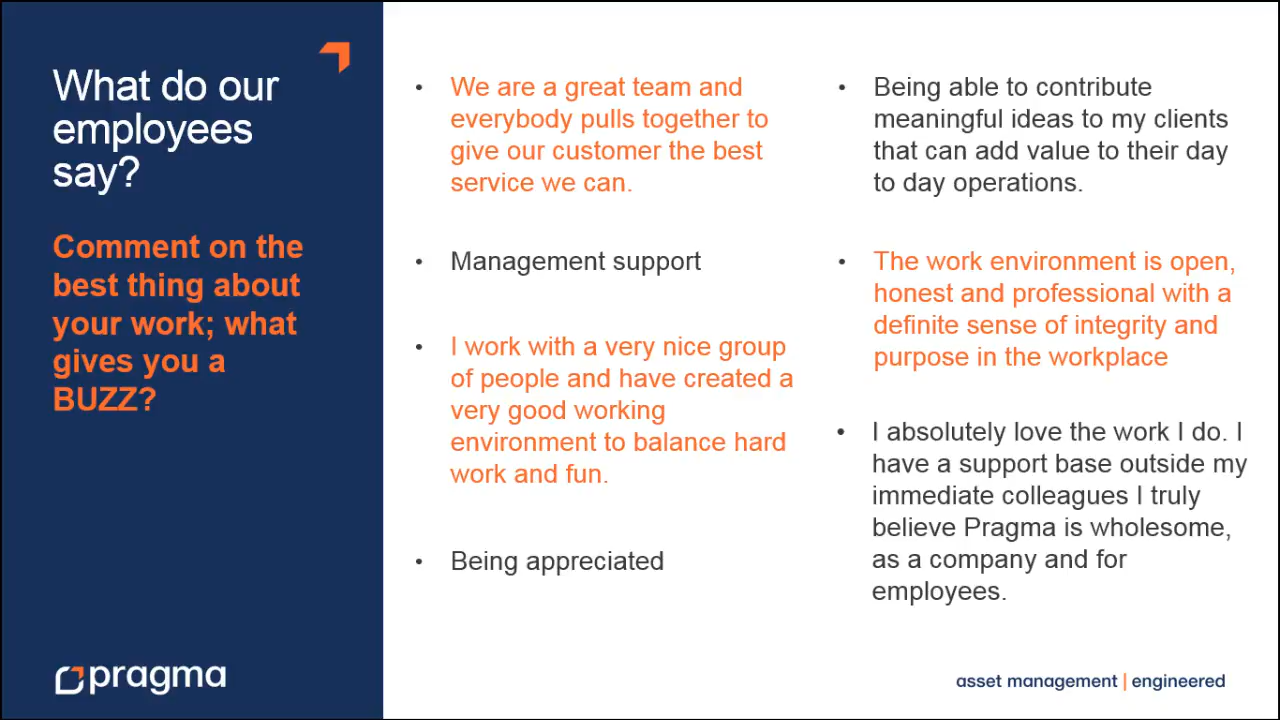 What do our
employees
say?
Comment on the
best thing about
your work; what
gives you a
BUZZ?
• We are a great team and
everybody pulls together to
give our customer the best
service we can.
• Management support
• I work with a very nice group
of people and have created a
very good working
environment to balance hard
work and fun.
• Being appreciated
• Being able to contribute
meaningful ideas to my clients
that can add value to their day
to day operations.
• The work environment is open,
honest and professional with a
definite sense of integrity and
purpose in the workplace
• I absolutely love the work I do. I
have a support base outside my
immediate colleagues I truly
believe Pragma is wholesome,
as a company and for
employees.
pragma
asset management | engineered